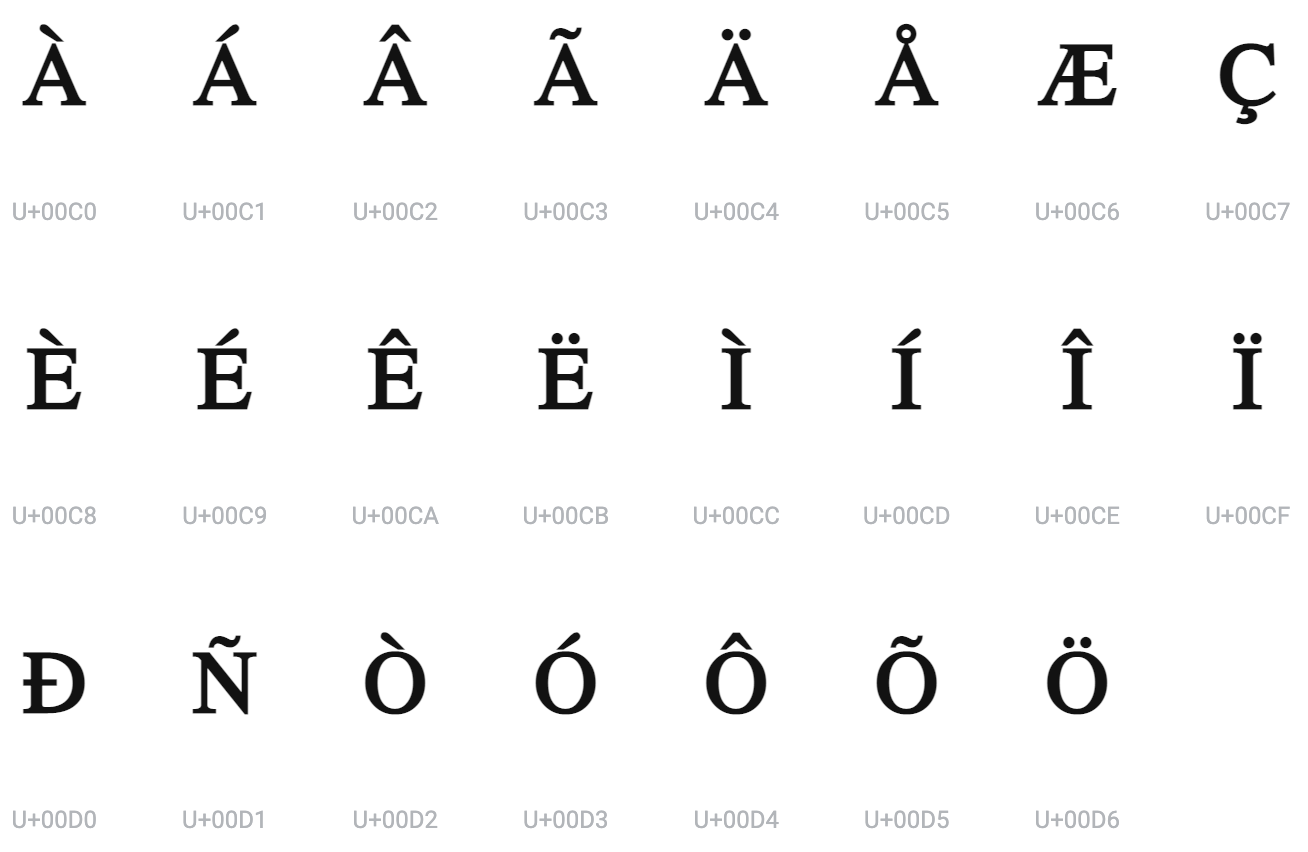 À Á Â Ã Ä Å Æ Ç
U+00C0 U+00C1 U+00C2 U+00C3 U+00C4 U+00C5 U+00C6 U+00C7
È É Ê Ë Ì Í Î Ï
U+00C8 U+00C9 U+00CA U+00CB U+00CC U+00CD U+00CE U+00CF
Ð Ñ Ò Ó Ô Õ Ö
U+00D0 U+00D1 U+00D2 U+00D3 U+00D4 U+00D5 U+00D6